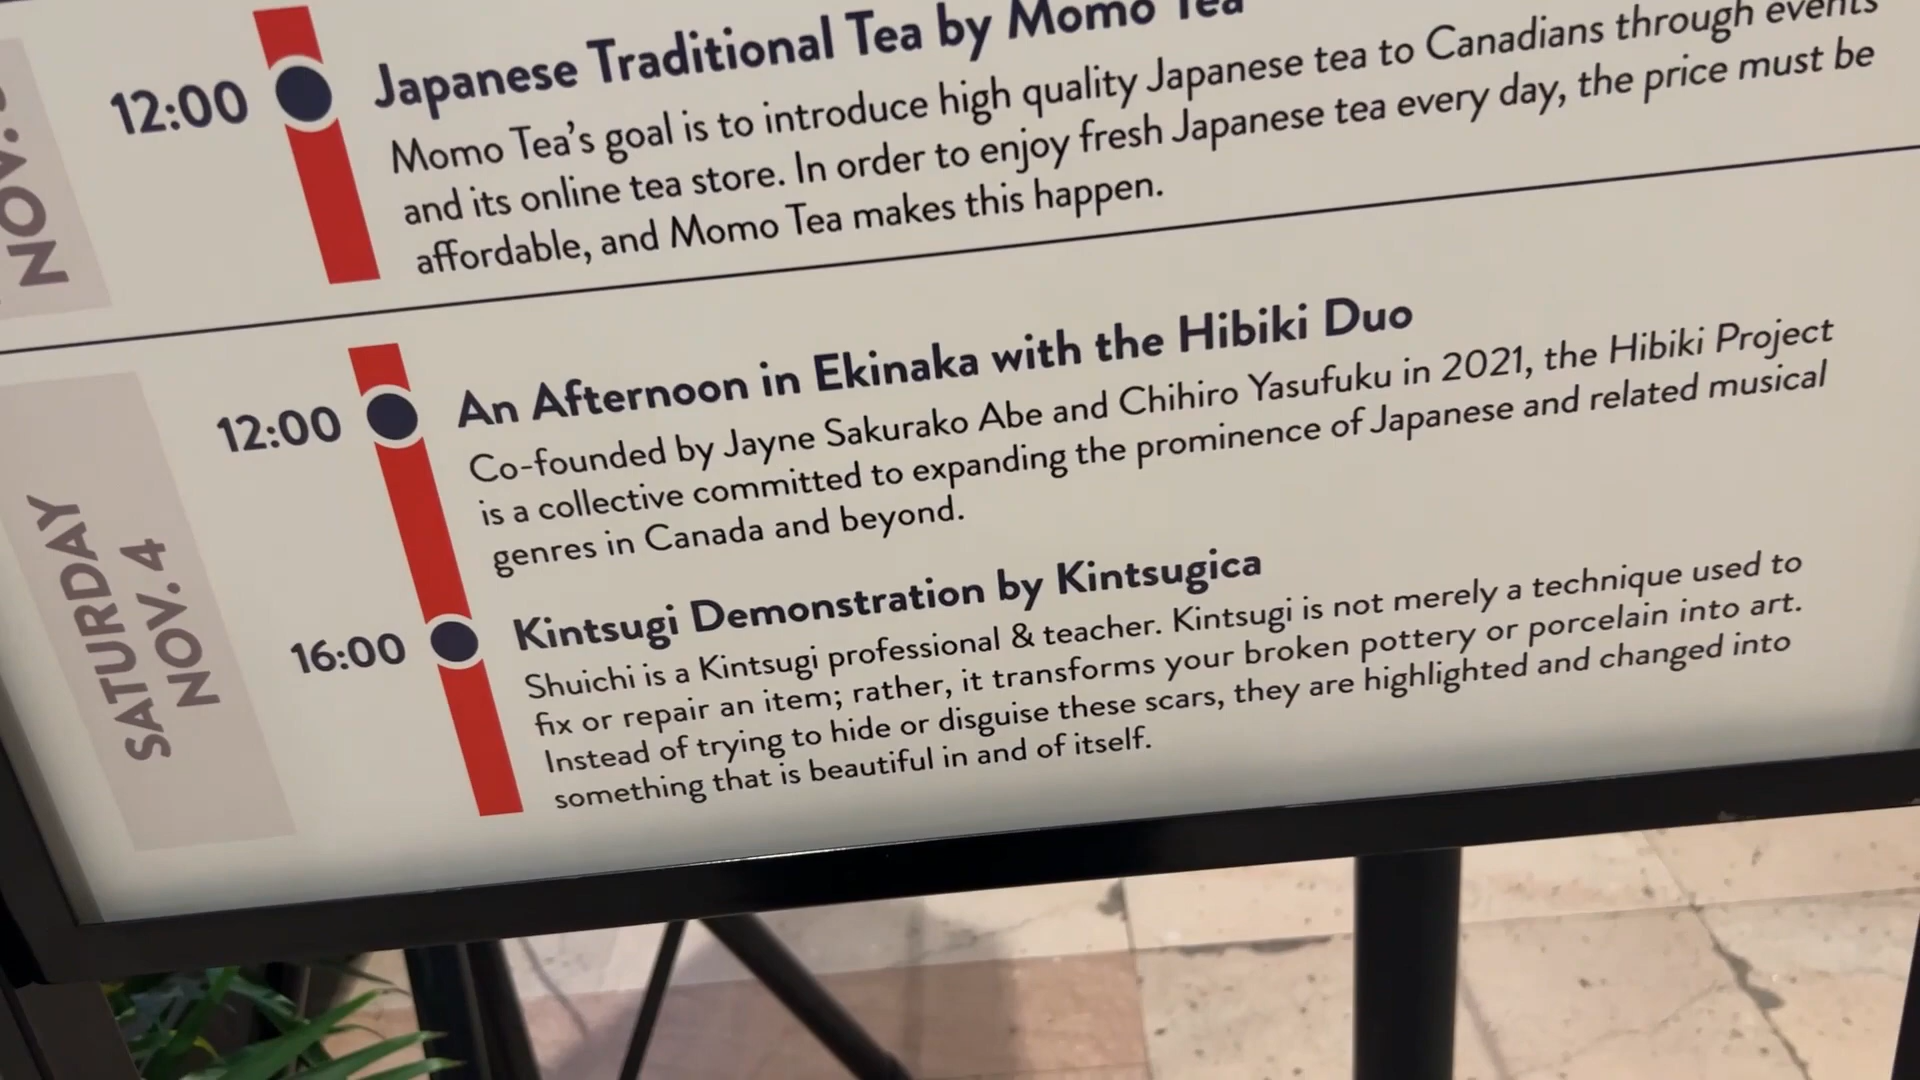 NOV.
12:00
Japanese Traditional Tea by Momo Tea
Momo Tea's goal is to introduce high quality Japanese tea to Canadians through events
and its online tea store. In order to enjoy fresh Japanese tea every day, the price must be
affordable, and Momo Tea makes this happen.
SATURDAY
NOV. 4
12:00
An Afternoon in Ekinaka with the Hibiki Duo
Co-founded by Jayne Sakurako Abe and Chihiro Yasufuku in 2021, the Hibiki Project
is a collective committed to expanding the prominence of Japanese and related musical
genres in Canada and beyond.
16:00
Kintsugi Demonstration by Kintsugica
Shuichi is a Kintsugi professional & teacher. Kintsugi is not merely a technique used to
fix or repair an item; rather, it transforms your broken pottery or porcelain into art.
Instead of trying to hide or disguise these scars, they are highlighted and changed into
something that is beautiful in and of itself.